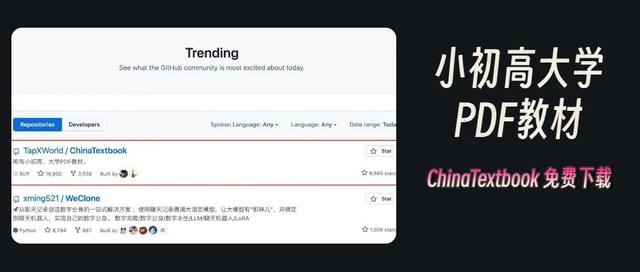 Trending
See what the GitHub community is most excited about today.
Repositories
Developers
Spoken Language: Any
Language: Any
Date range: Toda
TapXWorld / ChinaTextbook
Star
所有小初高、大学PDF教材。
Roff
16,950
3,508
Built by
8,685 stars
xming521 / WeClone
Star
从聊天记录创造数字分身的一站式解决方案，使用聊天记录微调大语言模型，让大模型有“那味儿”，并绑定
到聊天机器人，实现自己的数字分身。 数字克隆/数字分身/数字永生/LLM/聊天机器人/LoRA
Python
6,794
687
Built by
1,006 stars
小初高大学
PDF教材
ChinaTextbook 免费下载